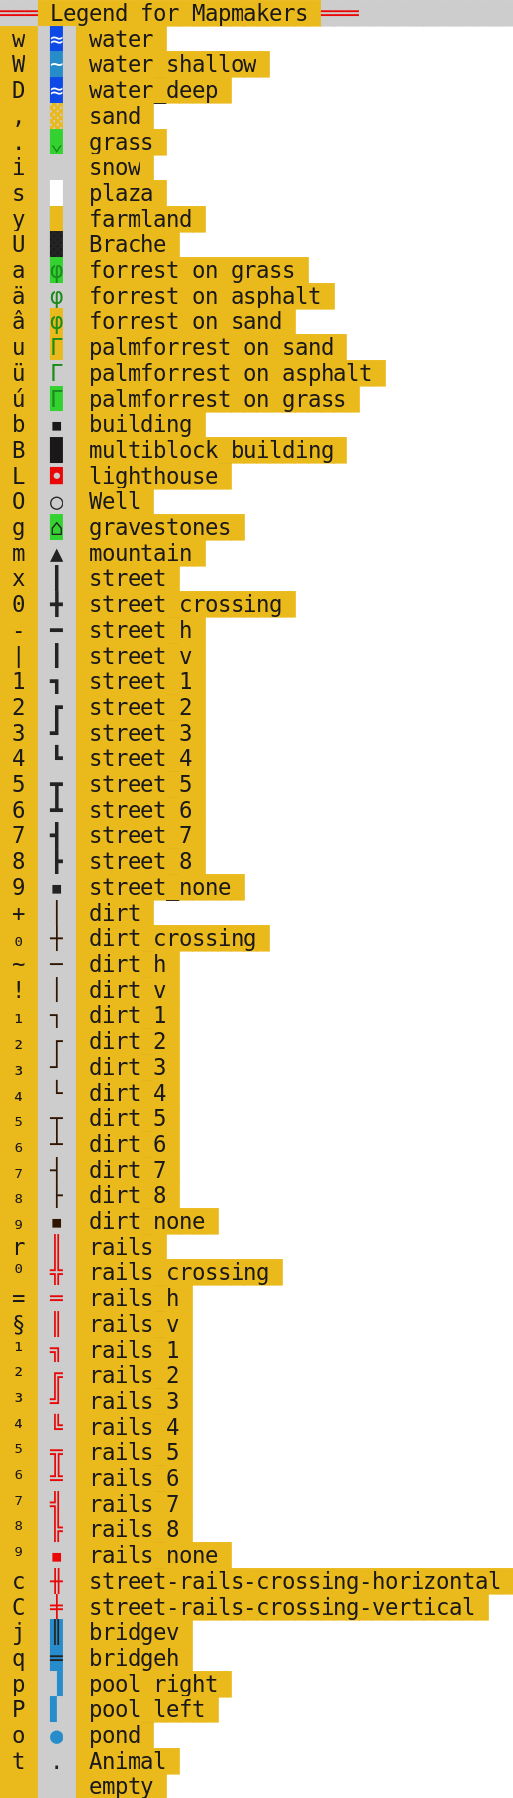 ══ Legend for Mapmakers ══
w ≈ water
W ~ water shallow
D ≈ water_deep
, ▒ sand
. ⌄ grass
i snow
s plaza
y farmland
U ▓ Brache
a φ forrest on grass
ä φ forrest on asphalt
â φ forrest on sand
u Γ palmforrest on sand
ü Γ palmforrest on asphalt
ú Γ palmforrest on grass
b ▪ building
B █ multiblock building
L ◘ lighthouse
O ○ Well
g ⌂ gravestones
m ▲ mountain
x ┃ street
0 ╋ street crossing
- ━ street h
| ┃ street v
1 ┓ street 1
2 ┏ street 2
3 ┛ street 3
4 ┗ street 4
5 ┳ street 5
6 ┻ street 6
7 ┫ street 7
8 ┣ street 8
9 ▪ street_none
+ │ dirt
₀ ┼ dirt crossing
~ ─ dirt h
! │ dirt v
₁ ┐ dirt 1
₂ ┌ dirt 2
₃ ┘ dirt 3
₄ └ dirt 4
₅ ┬ dirt 5
₆ ┴ dirt 6
₇ ┤ dirt 7
₈ ├ dirt 8
₉ ▪ dirt none
r ║ rails
⁰ ╬ rails crossing
= ═ rails h
§ ║ rails v
¹ ╗ rails 1
² ╔ rails 2
³ ╝ rails 3
⁴ ╚ rails 4
⁵ ╦ rails 5
⁶ ╩ rails 6
⁷ ╣ rails 7
⁸ ╠ rails 8
⁹ ▪ rails none
c ╫ street-rails-crossing-horizontal
C ╪ street-rails-crossing-vertical
j ║ bridgev
q ═ bridgeh
p ▐ pool right
P ▌ pool left
o ● pond
t . Animal
empty